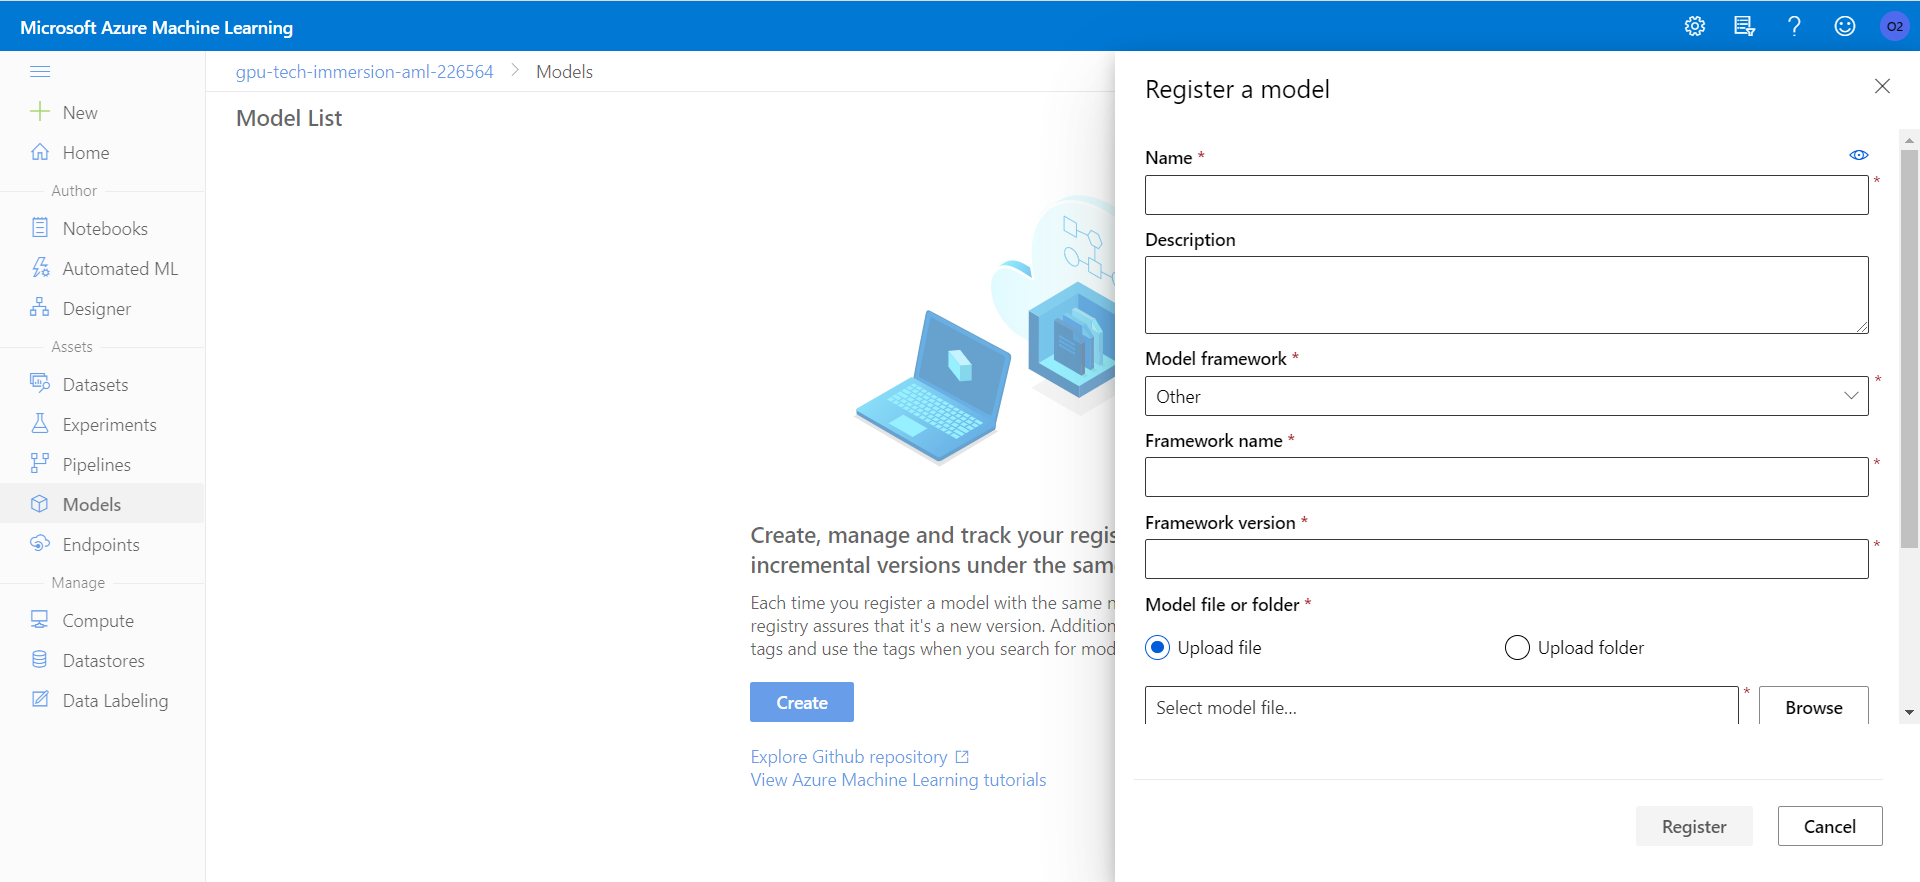 Microsoft Azure Machine Learning
O2
gpu-tech-immersion-aml-226564 > Models
New
Home
Author
Notebooks
Automated ML
Designer
Assets
Datasets
Experiments
Pipelines
Models
Endpoints
Manage
Compute
Datastores
Data Labeling
Model List
Create, manage and track your regis
incremental versions under the sam
Each time you register a model with the same n
registry assures that it's a new version. Addition
tags and use the tags when you search for mod
Create
Explore Github repository
View Azure Machine Learning tutorials
Register a model
Name *
*
Description
Model framework *
Other
*
Framework name *
*
Framework version *
*
Model file or folder *
Upload file
Upload folder
Select model file...
*
Browse
Register
Cancel